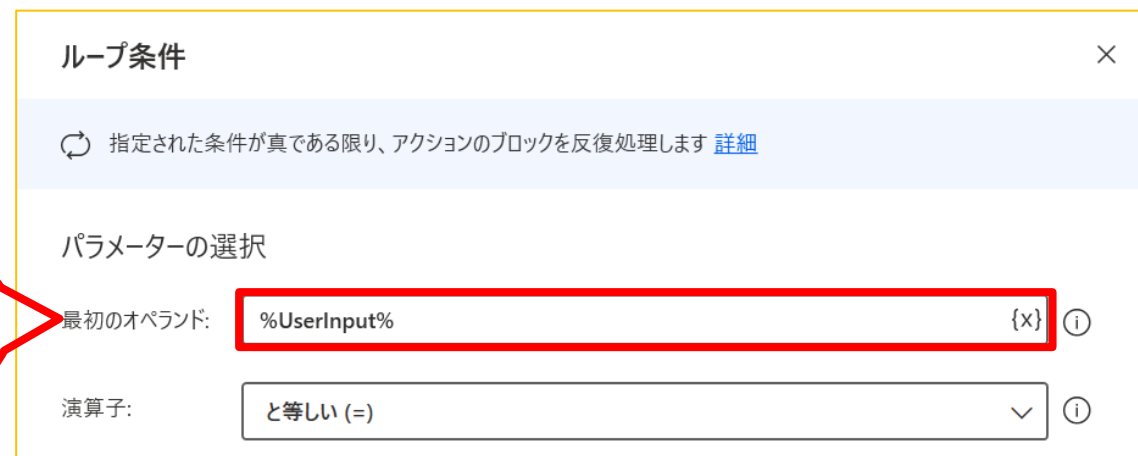 ループ条件
指定された条件が真である限り、アクションのブロックを反復処理します 詳細
パラメーターの選択
最初のオペランド: %UserInput% {x}
演算子: と等しい (=)